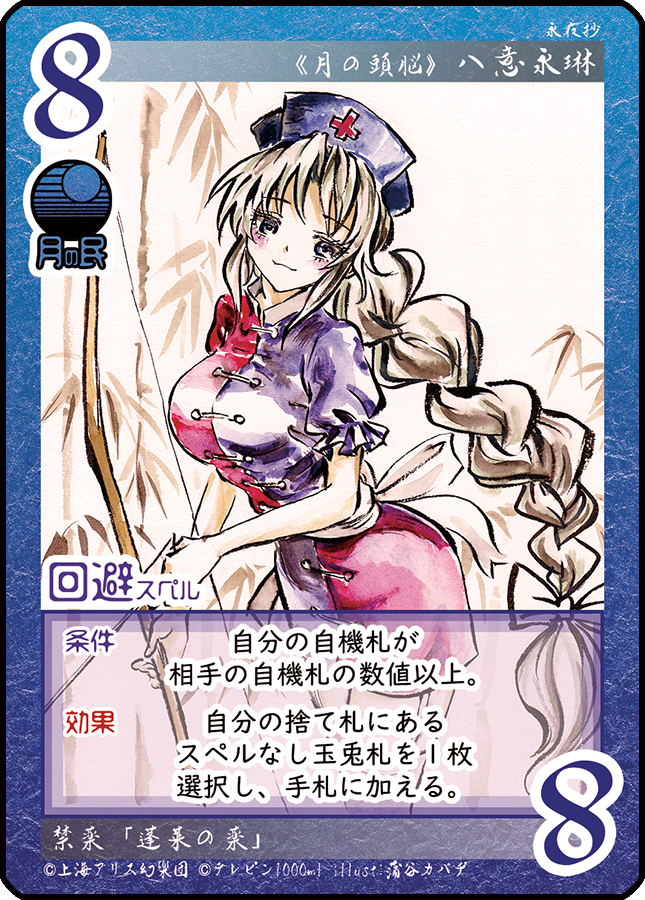 永夜抄
8
《月の頭脳》 八意永琳
月の民
回避スペル
条件
自分の自機札が
相手の自機札の数値以上。
効果
自分の捨て札にある
スペルなし玉兎札を1枚
選択し、手札に加える。
8
禁薬「蓬莱の薬」
©上海アリス幻樂団 ©テレピン1000ml illust:蒲谷カバヂ